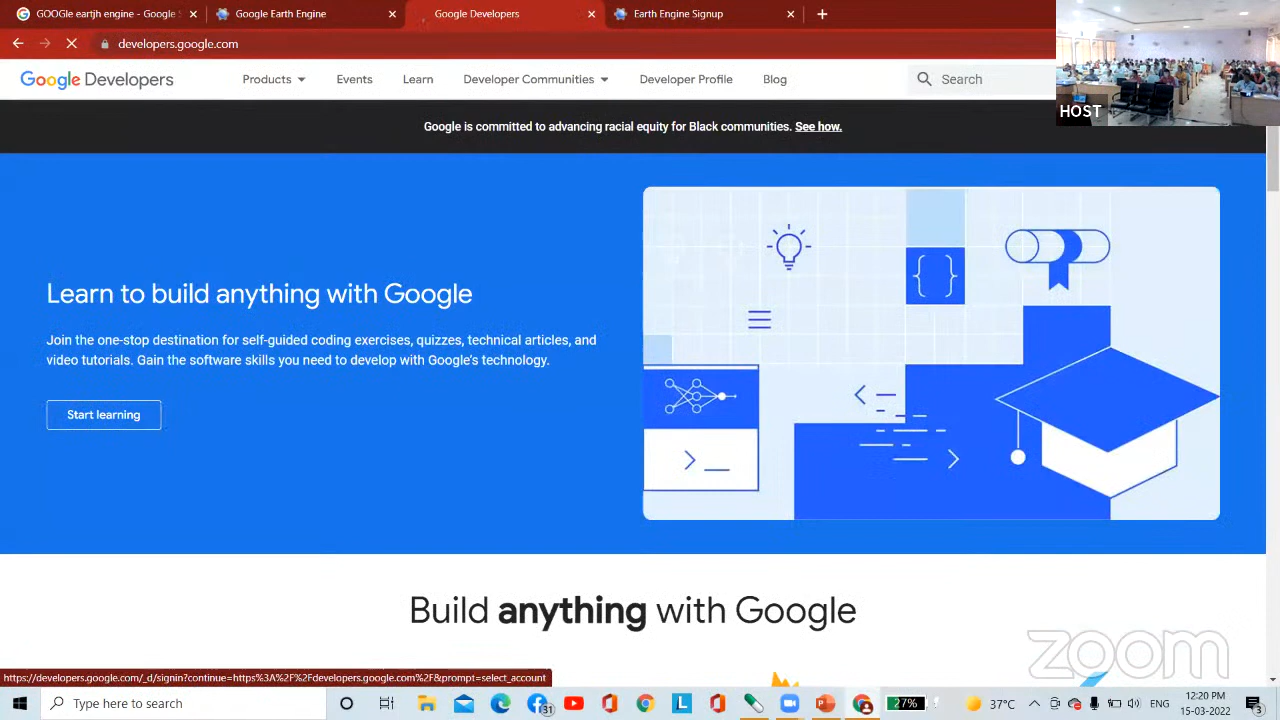 GOOGle eartjh engine - Google S
Google Earth Engine
Google Developers
Earth Engine Signup
developers.google.com
Google Developers
Products
Events
Learn
Developer Communities
Developer Profile
Blog
Search
HOST
Google is committed to advancing racial equity for Black communities. See how.
Learn to build anything with Google
Join the one-stop destination for self-guided coding exercises, quizzes, technical articles, and
video tutorials. Gain the software skills you need to develop with Google's technology.
Start learning
Build anything with Google
zoom
https://developers.google.com/_d/signin?continue=https%3A%2F%2Fdevelopers.google.com%2F&prompt=select_account
Type here to search
31
27%
37°C
12:20 PM
15-03-2022
3